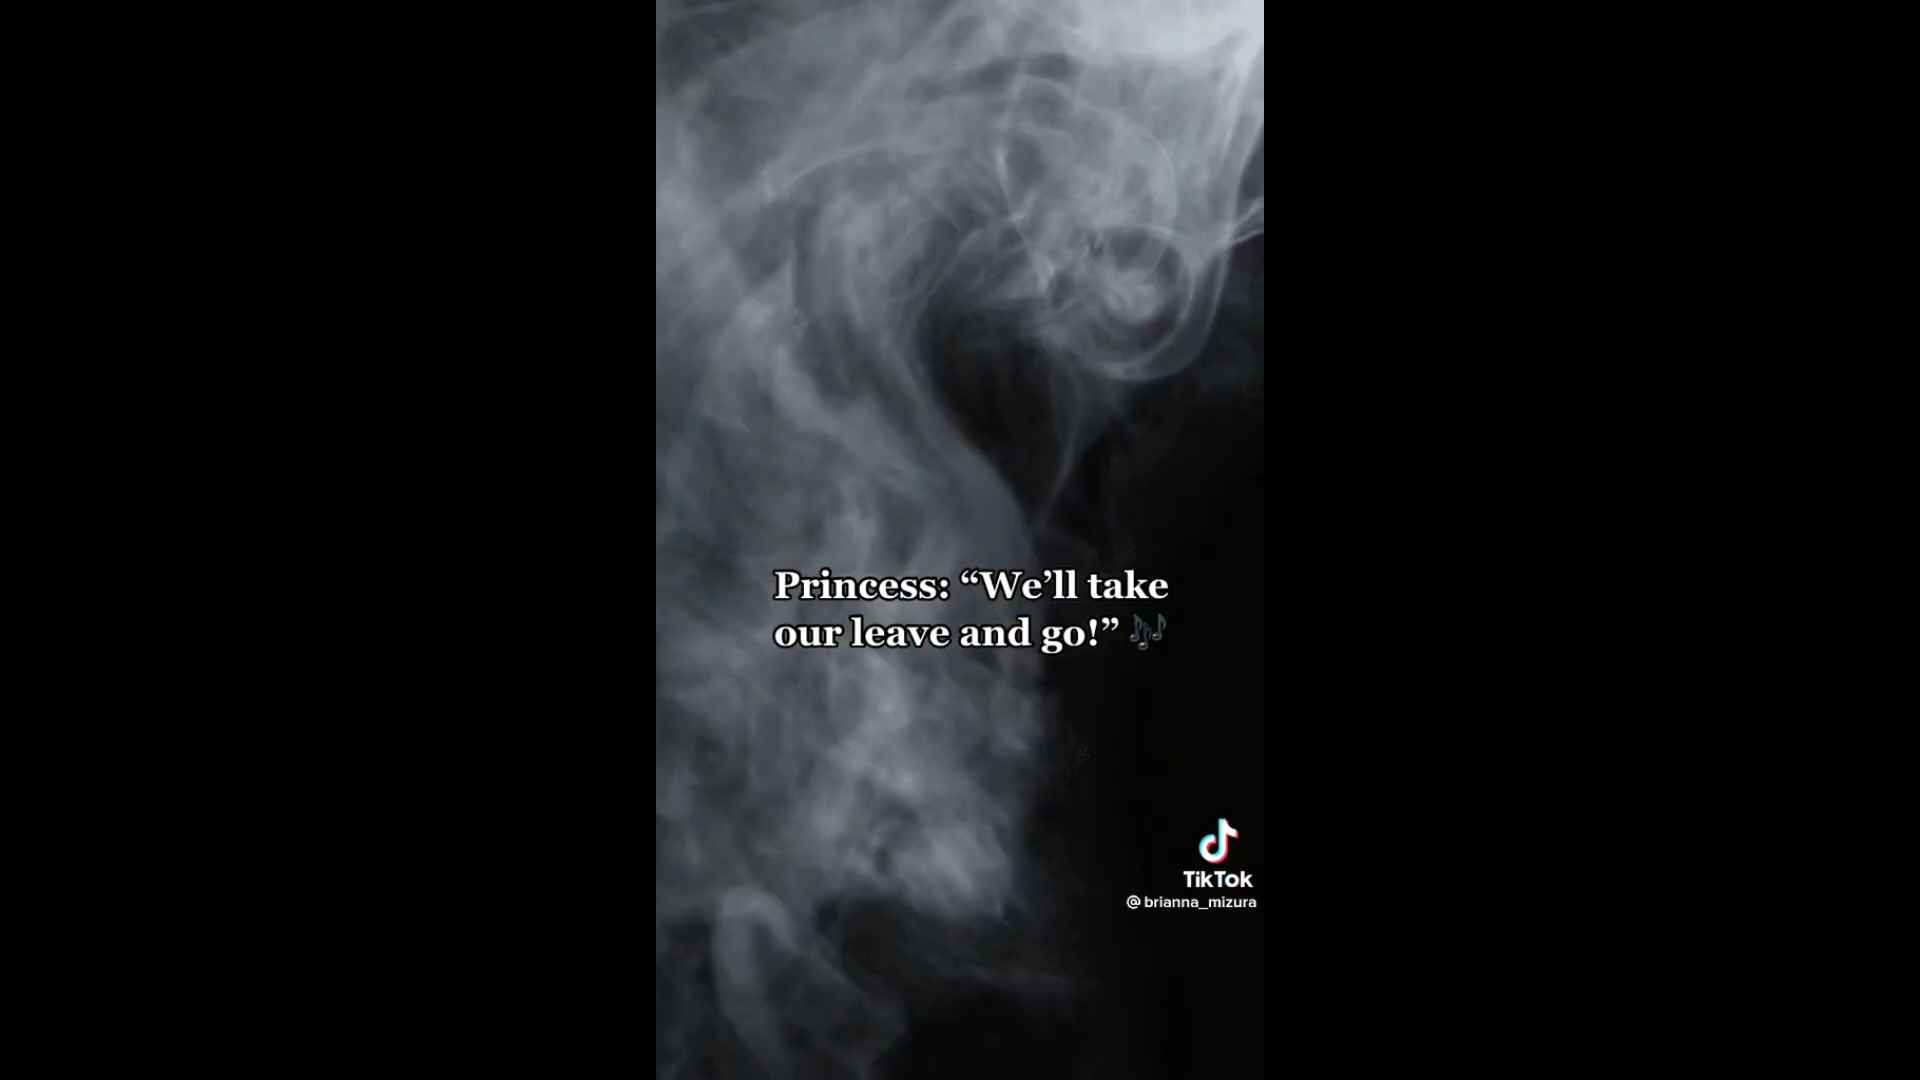 Princess: “We’ll take
our leave and go!” 🎶
TikTok
@brianna_mizura